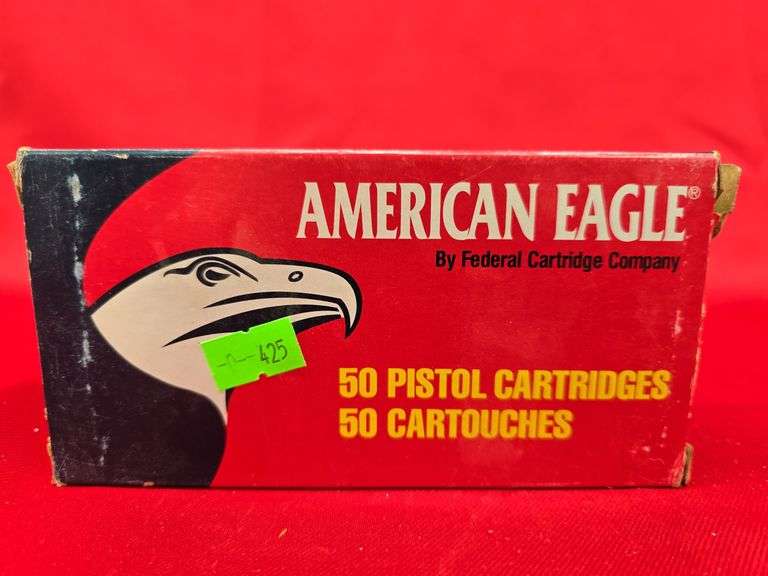 AMERICAN EAGLE®
By Federal Cartridge Company
425
50 PISTOL CARTRIDGES
50 CARTOUCHES